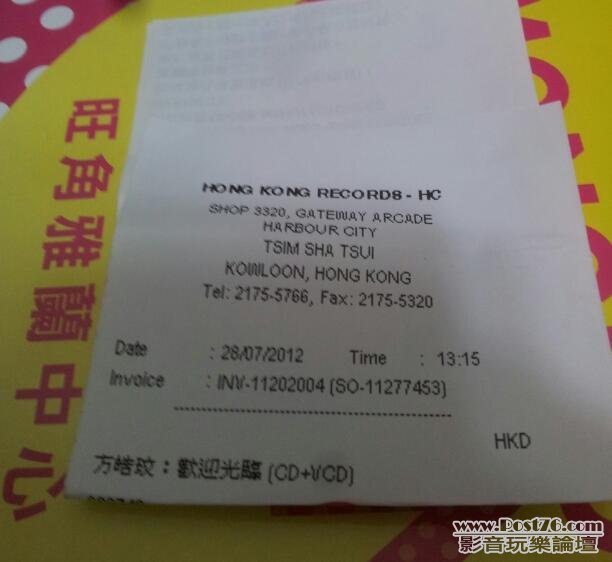 HONG KONG RECORDS - HC
SHOP 3320, GATEWAY ARCADE
HARBOUR CITY
TSIM SHA TSUI
KOWLOON, HONG KONG
Tel: 2175-5766, Fax: 2175-5320
Date : 28/07/2012 Time : 13:15
Invoice : INV-11202004 (SO-11277453)
HKD
方皓玟：歡迎光臨 (CD+VCD)
旺角雅蘭中心
www.Post76.com
影音玩樂論壇